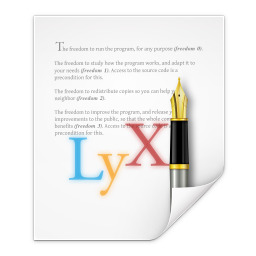 The freedom to run the program, for any purpose (freedom 0).
The freedom to study how the program works, and adapt it to
your needs (freedom 1). Access to the source code is a
precondition for this.
The freedom to redistribute copies so you can help
neighbor (freedom 2).
The freedom to improve the program, and release
improvements to the public, so that the whole
benefits (freedom 3). Access to the source code is a
precondition for this.
LyX